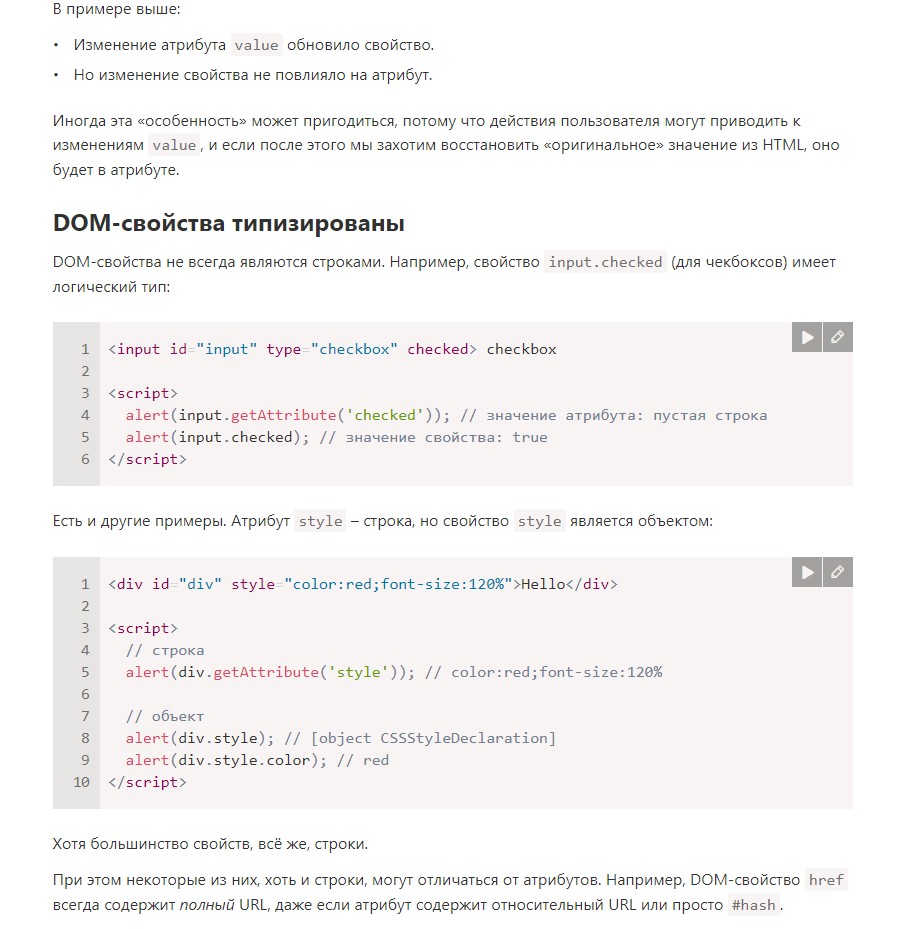 В примере выше:
• Изменение атрибута value обновило свойство.
• Но изменение свойства не повлияло на атрибут.
Иногда эта «особенность» может пригодиться, потому что действия пользователя могут приводить к
изменениям value, и если после этого мы захотим восстановить «оригинальное» значение из HTML, оно
будет в атрибуте.
DOM-свойства типизированы
DOM-свойства не всегда являются строками. Например, свойство input.checked (для чекбоксов) имеет
логический тип:
1 <input id="input" type="checkbox" checked> checkbox
2
3 <script>
4   alert(input.getAttribute('checked')); // значение атрибута: пустая строка
5   alert(input.checked); // значение свойства: true
6 </script>
Есть и другие примеры. Атрибут style – строка, но свойство style является объектом:
1 <div id="div" style="color:red;font-size:120%">Hello</div>
2
3 <script>
4   // строка
5   alert(div.getAttribute('style')); // color:red;font-size:120%
6
7   // объект
8   alert(div.style); // [object CSSStyleDeclaration]
9   alert(div.style.color); // red
10 </script>
Хотя большинство свойств, всё же, строки.
При этом некоторые из них, хоть и строки, могут отличаться от атрибутов. Например, DOM-свойство href
всегда содержит полный URL, даже если атрибут содержит относительный URL или просто #hash.